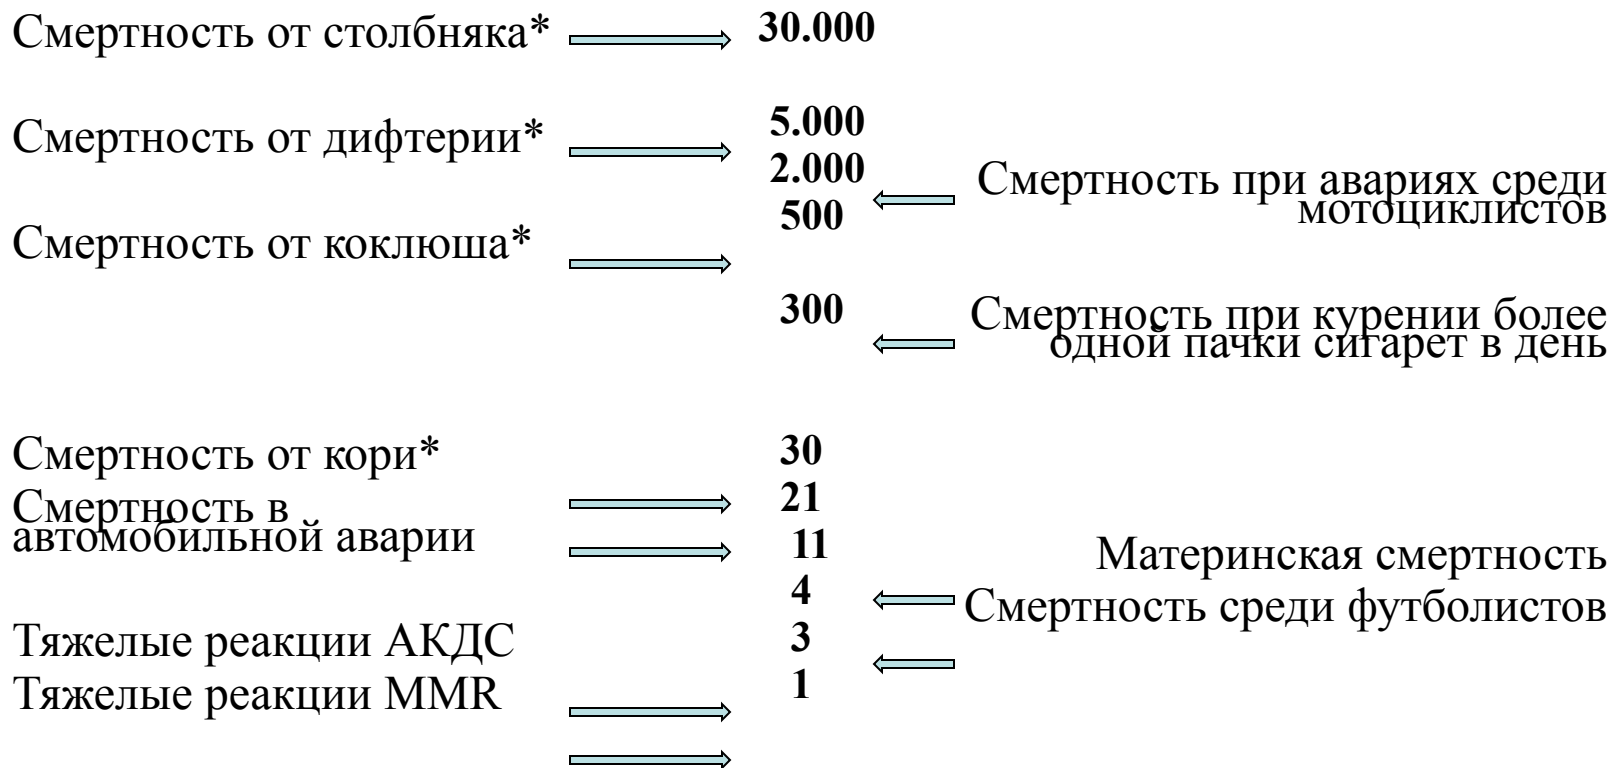 Смертность от столбняка*
30.000
Смертность от дифтерии*
5.000
2.000
Смертность при авариях среди
мотоциклистов
500
Смертность от коклюша*
300
Смертность при курении более
одной пачки сигарет в день
Смертность от кори*
30
Смертность в
автомобильной аварии
21
11
Материнская смертность
4
Смертность среди футболистов
Тяжелые реакции АКДС
3
Тяжелые реакции MMR
1